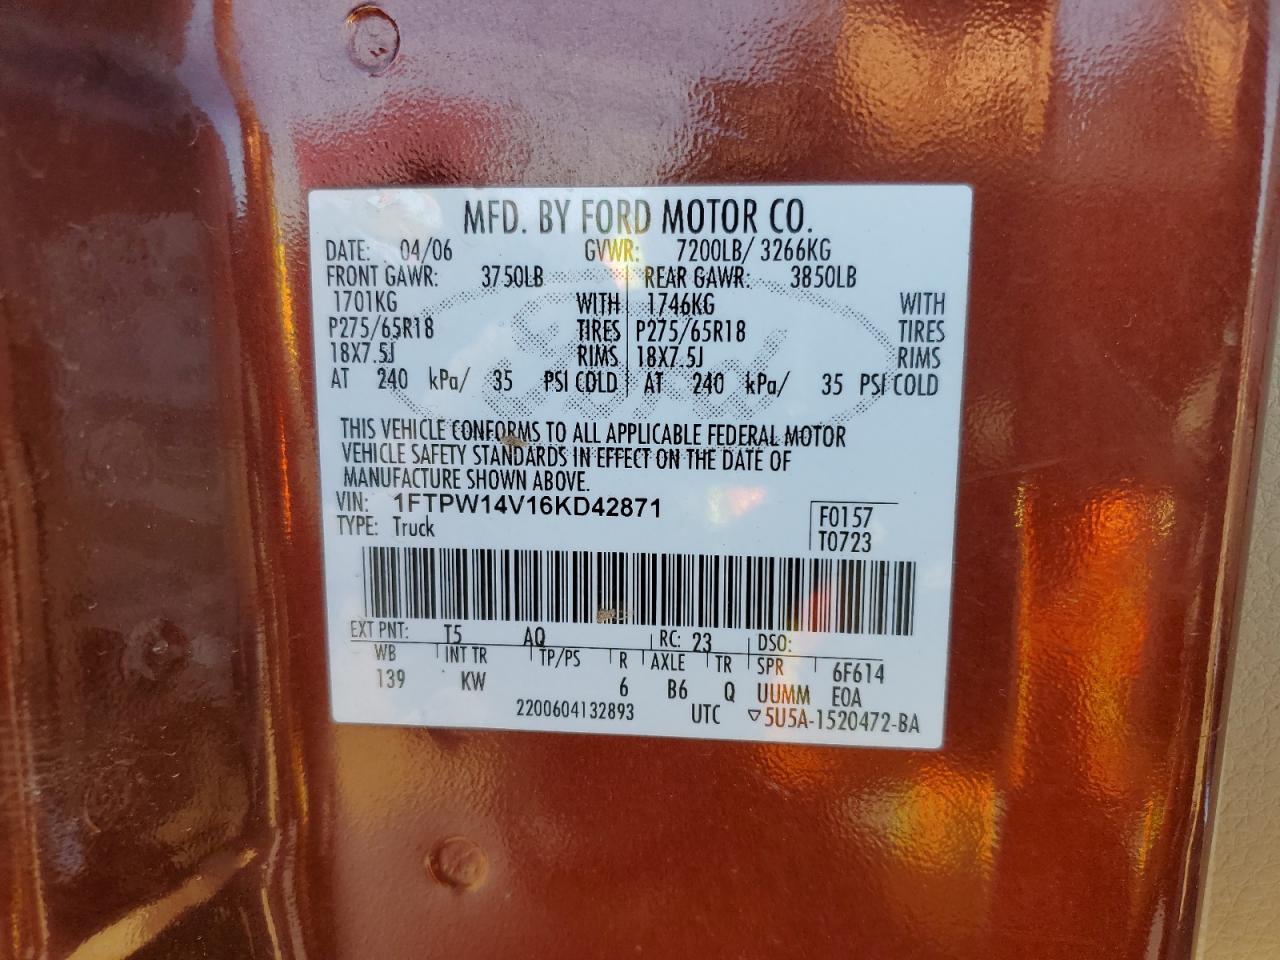 MFD. BY FORD MOTOR CO.
DATE: 04/06 GVWR: 7200LB/ 3266KG
FRONT GAWR: 3750LB REAR GAWR: 3850LB
1701KG WITH 1746KG WITH
P275/65R18 TIRES P275/65R18 TIRES
18X7.5J RIMS 18X7.5J RIMS
AT 240 kPa/ 35 PSI COLD AT 240 kPa/ 35 PSI COLD
THIS VEHICLE CONFORMS TO ALL APPLICABLE FEDERAL MOTOR
VEHICLE SAFETY STANDARDS IN EFFECT ON THE DATE OF
MANUFACTURE SHOWN ABOVE.
VIN: 1FTPW14V16KD42871
TYPE: Truck
F0157
T0723
EXT PNT: T5 AQ RC: 23 DSO:
WB INT TR TP/PS R AXLE TR SPR 6F614
139 KW 6 B6 Q UUMM EOA
2200604132893 UTC ▽5U5A-1520472-BA